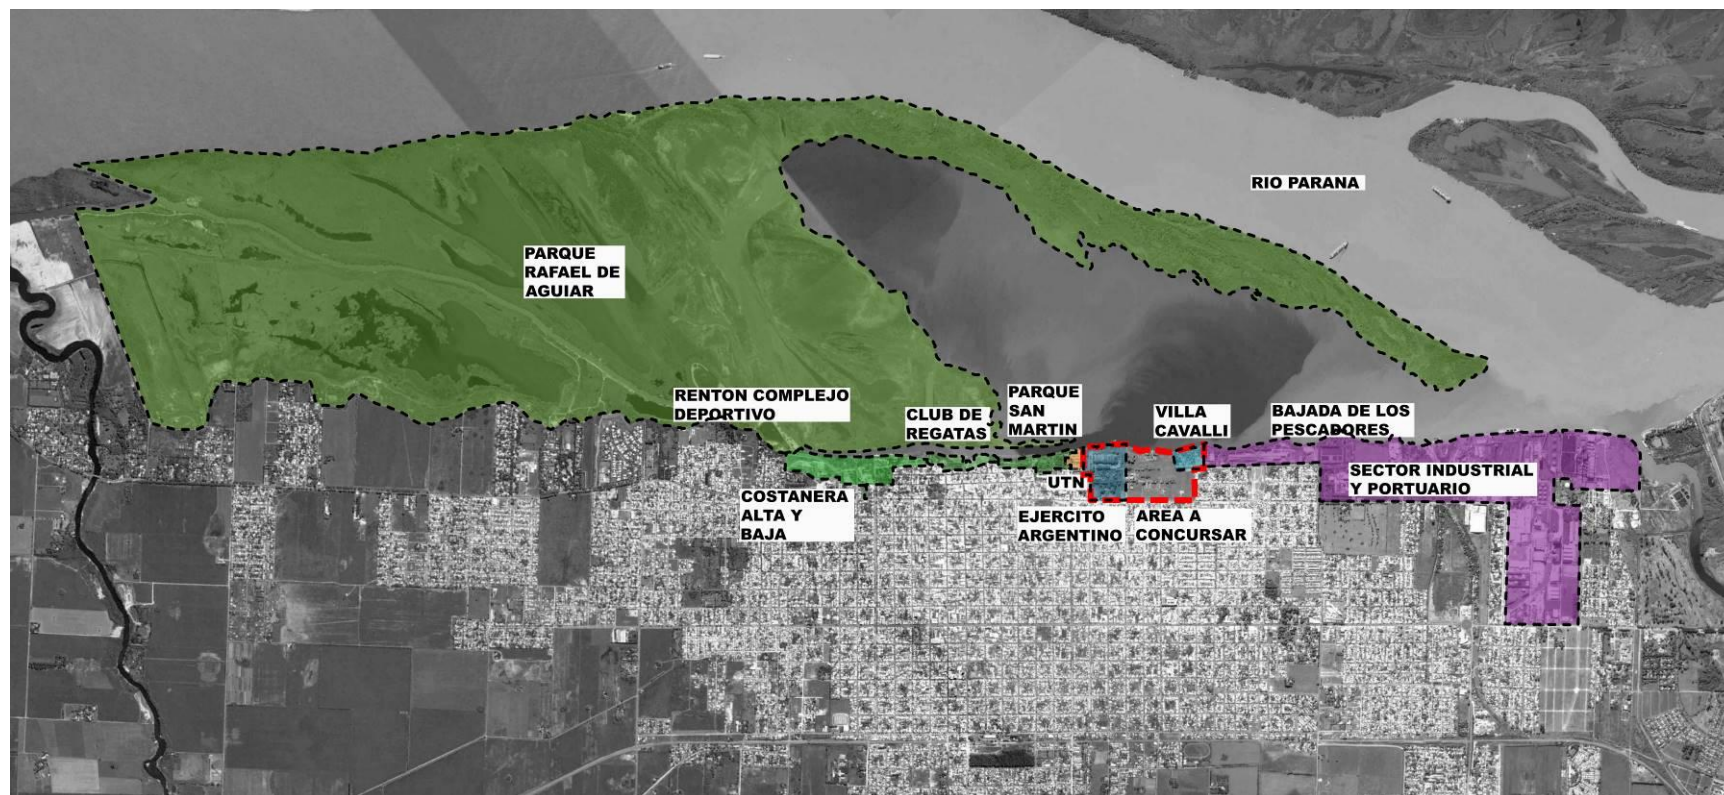 RIO PARANA
PARQUE
RAFAEL DE
AGUIAR
RENTON COMPLEJO
DEPORTIVO
CLUB DE
REGATAS
PARQUE
SAN
MARTIN
VILLA
CAVALLI
BAJADA DE LOS
PESCADORES
SECTOR INDUSTRIAL
Y PORTUARIO
UTN
COSTANERA
ALTA Y
BAJA
EJERCITO
ARGENTINO
AREA A
CONCURSAR